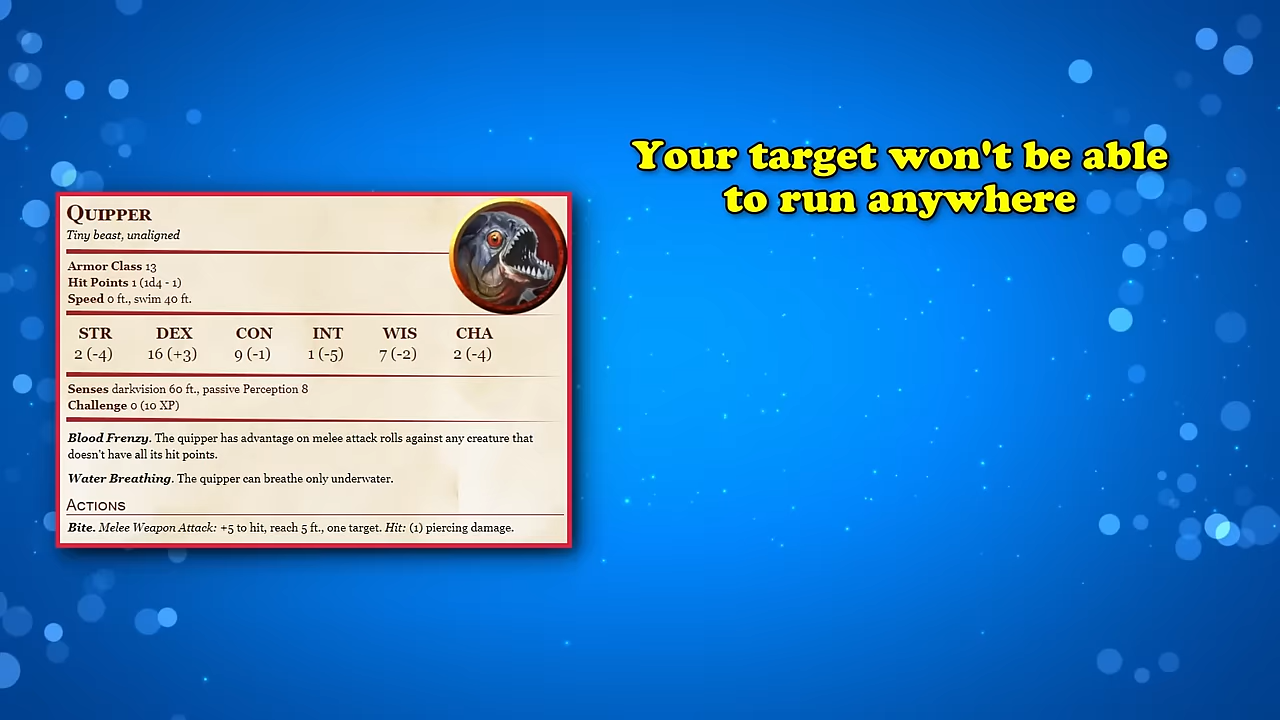 Your target won't be able
to run anywhere
QUIPPER
Tiny beast, unaligned
Armor Class 13
Hit Points 1 (1d4 - 1)
Speed 0 ft., swim 40 ft.
STR DEX CON INT WIS CHA
2 (-4) 16 (+3) 9 (-1) 1 (-5) 7 (-2) 2 (-4)
Senses darkvision 60 ft., passive Perception 8
Challenge 0 (10 XP)
Blood Frenzy. The quipper has advantage on melee attack rolls against any creature that
doesn't have all its hit points.
Water Breathing. The quipper can breathe only underwater.
ACTIONS
Bite. Melee Weapon Attack: +5 to hit, reach 5 ft., one target. Hit: (1) piercing damage.